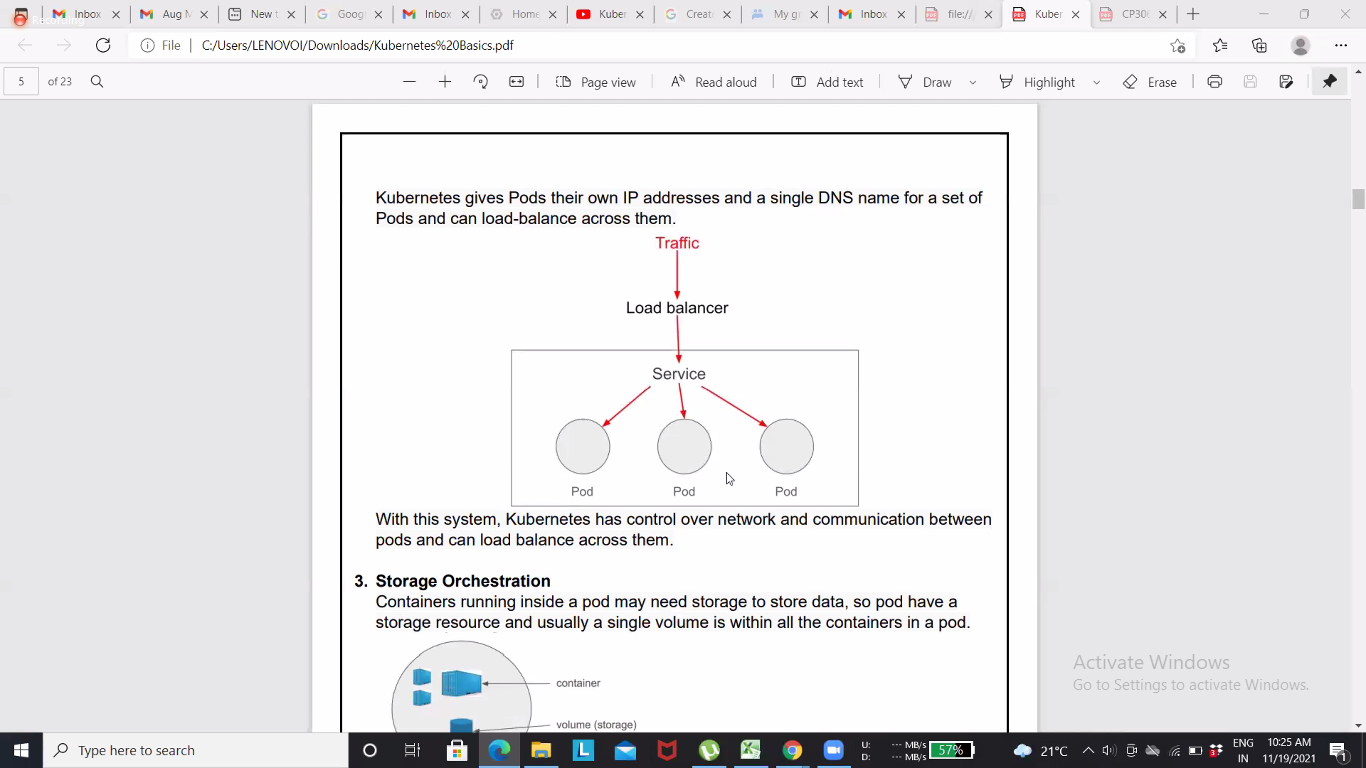 Inbox
Aug M
New t
Googl
Inbox
Home
Kuber
Creat
My g
Inbox
file://
Kuber
CP30
File
C:/Users/LENOVOI/Downloads/Kubernetes%20Basics.pdf
5 of 23
Page view
Read aloud
Add text
Draw
Highlight
Erase
Kubernetes gives Pods their own IP addresses and a single DNS name for a set of
Pods and can load-balance across them.
Traffic
Load balancer
Service
Pod Pod Pod
With this system, Kubernetes has control over network and communication between
pods and can load balance across them.
3. Storage Orchestration
Containers running inside a pod may need storage to store data, so pod have a
storage resource and usually a single volume is within all the containers in a pod.
container
volume (storage)
Activate Windows
Go to Settings to activate Windows.
Type here to search
U: --- MB/s
D: --- MB/s
57%
21°C
ENG
IN
10:25 AM
11/19/2021
1